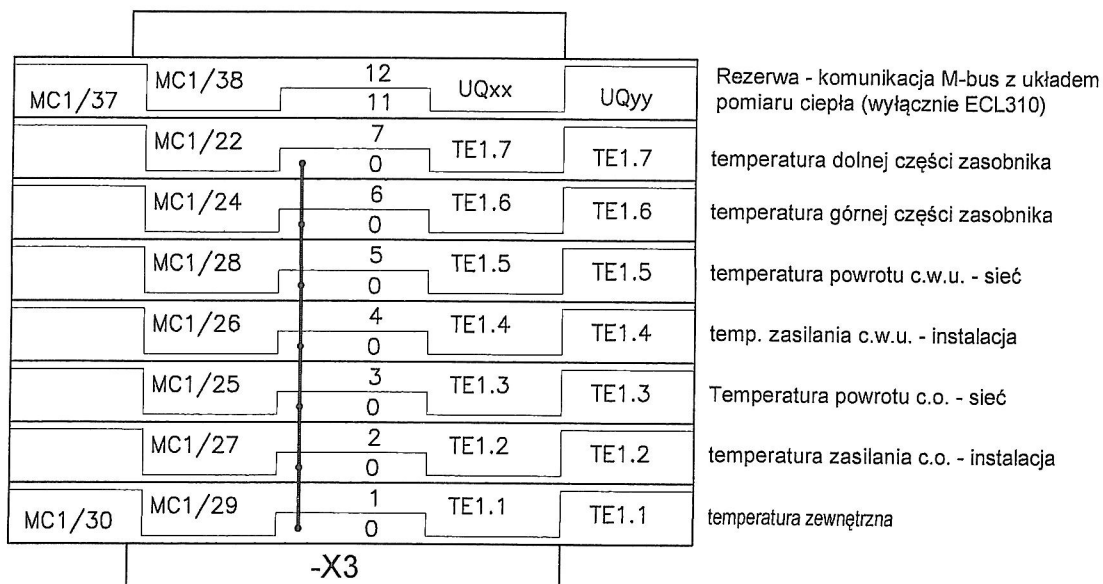 MC1/37 MC1/38 12 11 UQxx UQyy Rezerwa - komunikacja M-bus z układem
pomiaru ciepła (wyłącznie ECL310)
MC1/22 7 0 TE1.7 TE1.7 temperatura dolnej części zasobnika
MC1/24 6 0 TE1.6 TE1.6 temperatura górnej części zasobnika
MC1/28 5 0 TE1.5 TE1.5 temperatura powrotu c.w.u. - sieć
MC1/26 4 0 TE1.4 TE1.4 temp. zasilania c.w.u. - instalacja
MC1/25 3 0 TE1.3 TE1.3 Temperatura powrotu c.o. - sieć
MC1/27 2 0 TE1.2 TE1.2 temperatura zasilania c.o. - instalacja
MC1/30 MC1/29 1 0 TE1.1 TE1.1 temperatura zewnętrzna
-X3